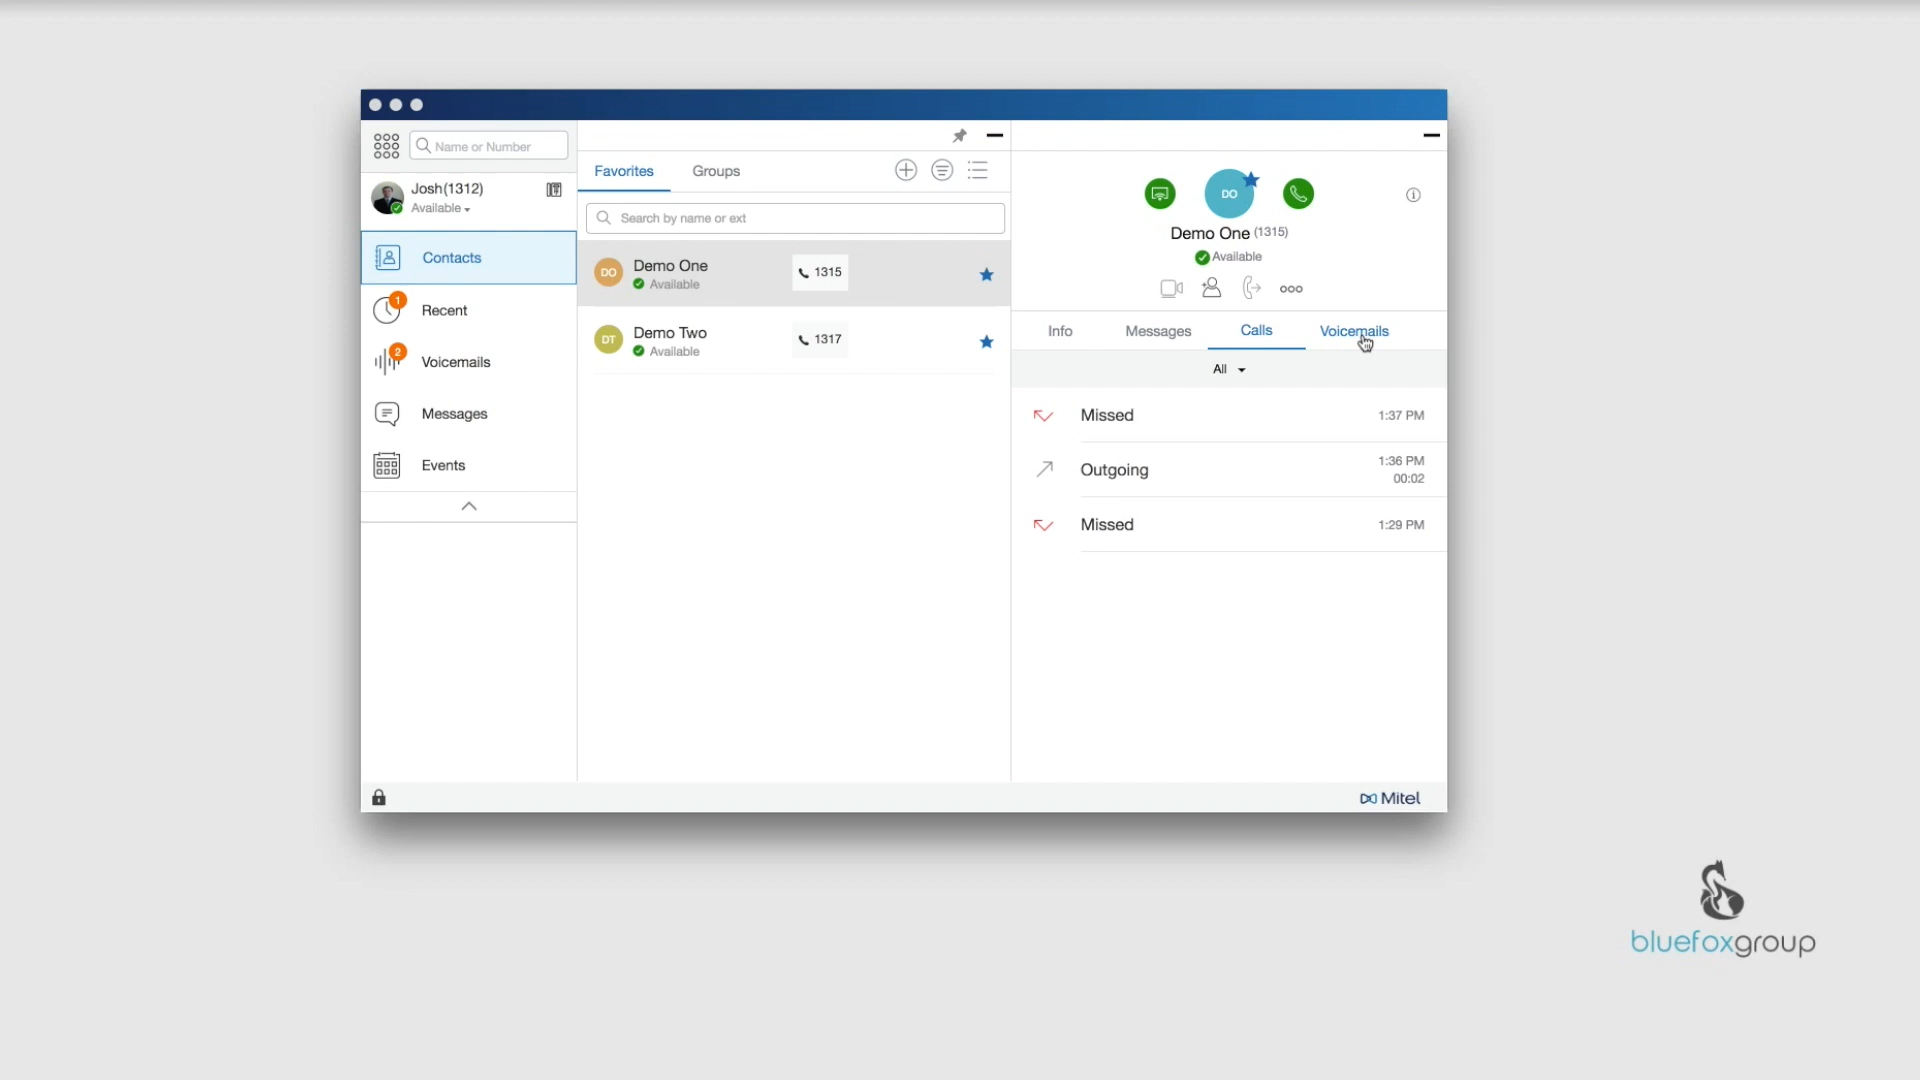 Name or Number
Josh(1312)
Available
Contacts
1
Recent
2
Voicemails
Messages
Events
Favorites
Groups
Search by name or ext
DO
Demo One
Available
1315
DT
Demo Two
Available
1317
DO
Demo One (1315)
Available
Info
Messages
Calls
Voicemails
All
Missed
1:37 PM
Outgoing
1:36 PM
00:02
Missed
1:29 PM
Mitel
bluefoxgroup